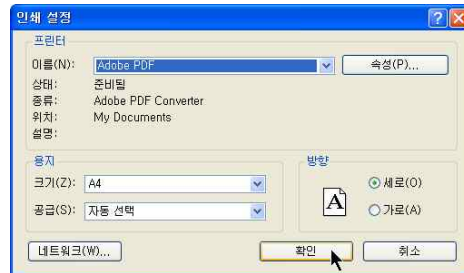 인쇄 설정
프린터
이름(N): Adobe PDF 속성(P)...
상태: 준비됨
종류: Adobe PDF Converter
위치: My Documents
설명:
용지
크기(Z): A4
공급(S): 자동 선택
방향
A
세로(O)
가로(A)
네트워크(W)...
확인
취소